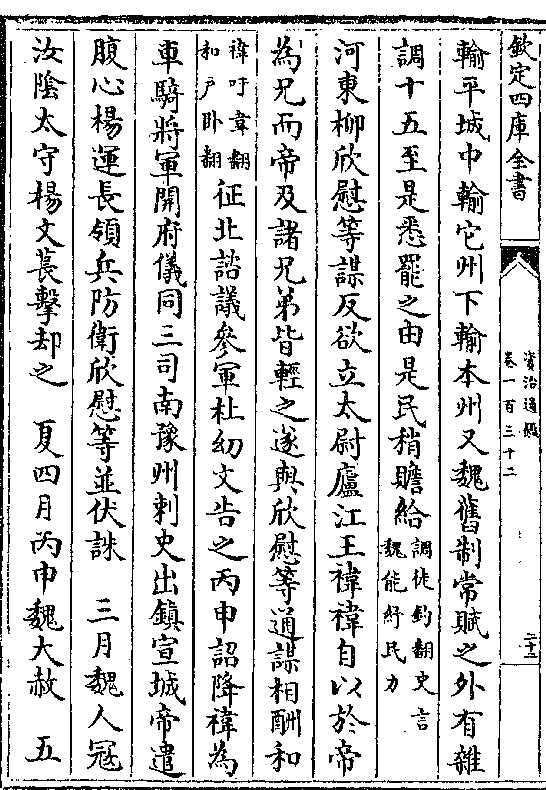 欽定四庫全書
資治通鑑
卷一百三十二
二十三
輸平城中輸它州下輸本州又魏舊制常賦之外有雜
調十五至是悉罷之由是民稍贍給調徒釣翻史言魏能紓民力
河東柳欣慰等謀反欲立太尉廬江王禕禕自以於帝
為兄而帝及諸兄弟皆輕之遂與欣慰等通謀相酬和
禕吁韋翻和戶卧翻征北諮議參軍杜幼文告之丙申詔降禕為
車騎將軍開府儀同三司南豫州刺史出鎮宣城帝遣
腹心楊運長領兵防衛欣慰等並伏誅 三月魏人寇
汝陰太守楊文萇擊却之 夏四月丙申魏大赦 五